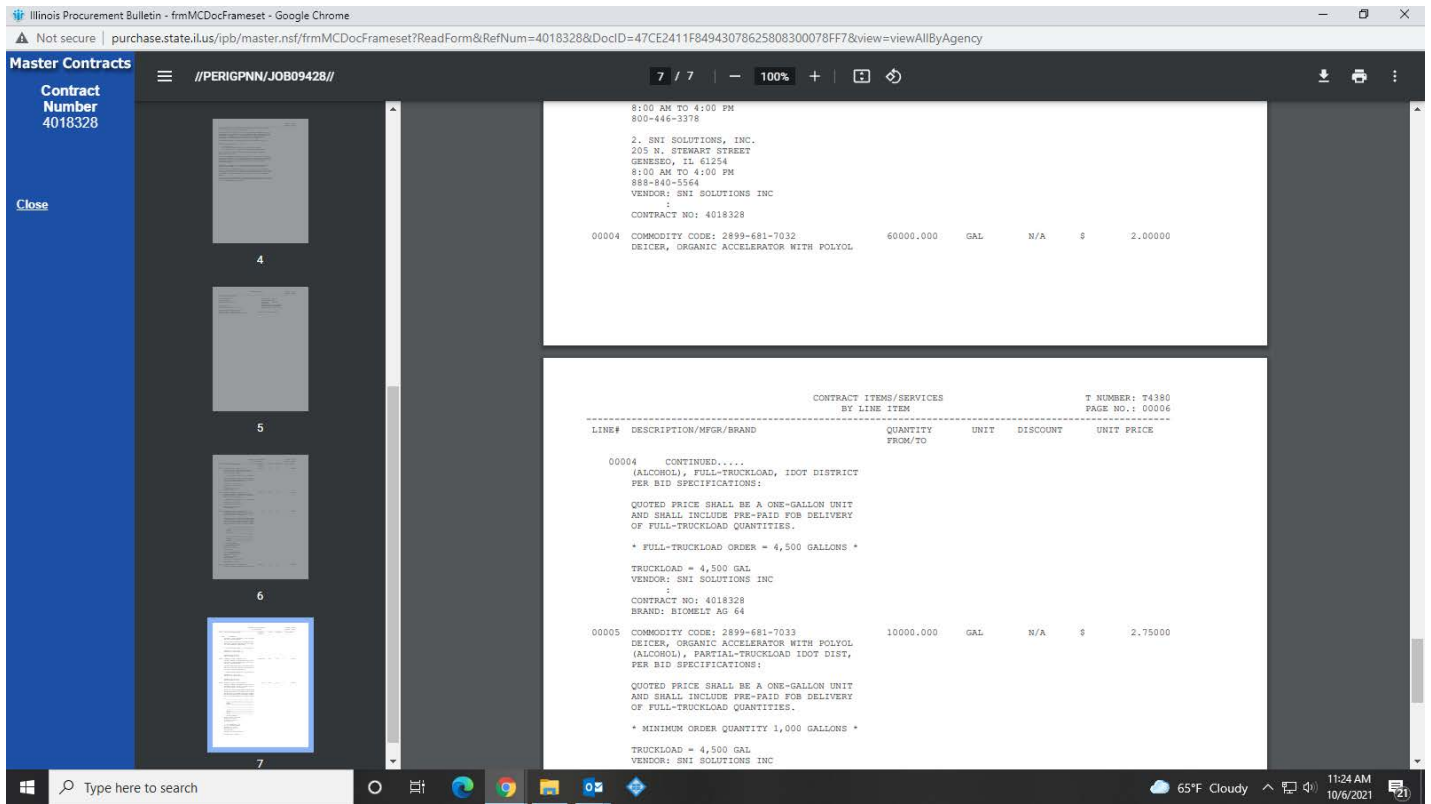 Illinois Procurement Bulletin - frmMCDocFrameset - Google Chrome
Not secure | purchase.state.il.us/ipb/master.nsf/frmMCDocFrameset?ReadForm&RefNum=4018328&DocID=47CE2411F84943078625808300078FF7&view=viewAllByAgency
Master Contracts
Contract
Number
4018328
Close
//PERIGPNN/JOB09428//
7 / 7
100%
4
5
6
7
8:00 AM TO 4:00 PM
800-446-3378
2. SNI SOLUTIONS, INC.
205 N. STEWART STREET
GENESEO, IL 61254
8:00 AM TO 4:00 PM
888-840-5564
VENDOR: SNI SOLUTIONS INC
:
CONTRACT NO: 4018328
00004 COMMODITY CODE: 2899-681-7032 60000.000 GAL N/A $ 2.00000
DEICER, ORGANIC ACCELERATOR WITH POLYOL
CONTRACT ITEMS/SERVICES T NUMBER: T4380
BY LINE ITEM PAGE NO.: 00006
LINE# DESCRIPTION/MFGR/BRAND QUANTITY UNIT DISCOUNT UNIT PRICE
FROM/TO
00004 CONTINUED.....
(ALCOHOL), FULL-TRUCKLOAD, IDOT DISTRICT
PER BID SPECIFICATIONS:
QUOTED PRICE SHALL BE A ONE-GALLON UNIT
AND SHALL INCLUDE PRE-PAID FOB DELIVERY
OF FULL-TRUCKLOAD QUANTITIES.
* FULL-TRUCKLOAD ORDER = 4,500 GALLONS *
TRUCKLOAD = 4,500 GAL
VENDOR: SNI SOLUTIONS INC
:
CONTRACT NO: 4018328
BRAND: BIOMELT AG 64
00005 COMMODITY CODE: 2899-681-7033 10000.000 GAL N/A $ 2.75000
DEICER, ORGANIC ACCELERATOR WITH POLYOL
(ALCOHOL), PARTIAL-TRUCKLOAD IDOT DIST,
PER BID SPECIFICATIONS:
QUOTED PRICE SHALL BE A ONE-GALLON UNIT
AND SHALL INCLUDE PRE-PAID FOB DELIVERY
OF FULL-TRUCKLOAD QUANTITIES.
* MINIMUM ORDER QUANTITY 1,000 GALLONS *
TRUCKLOAD = 4,500 GAL
VENDOR: SNI SOLUTIONS INC
Type here to search
65°F Cloudy
11:24 AM
10/6/2021
21